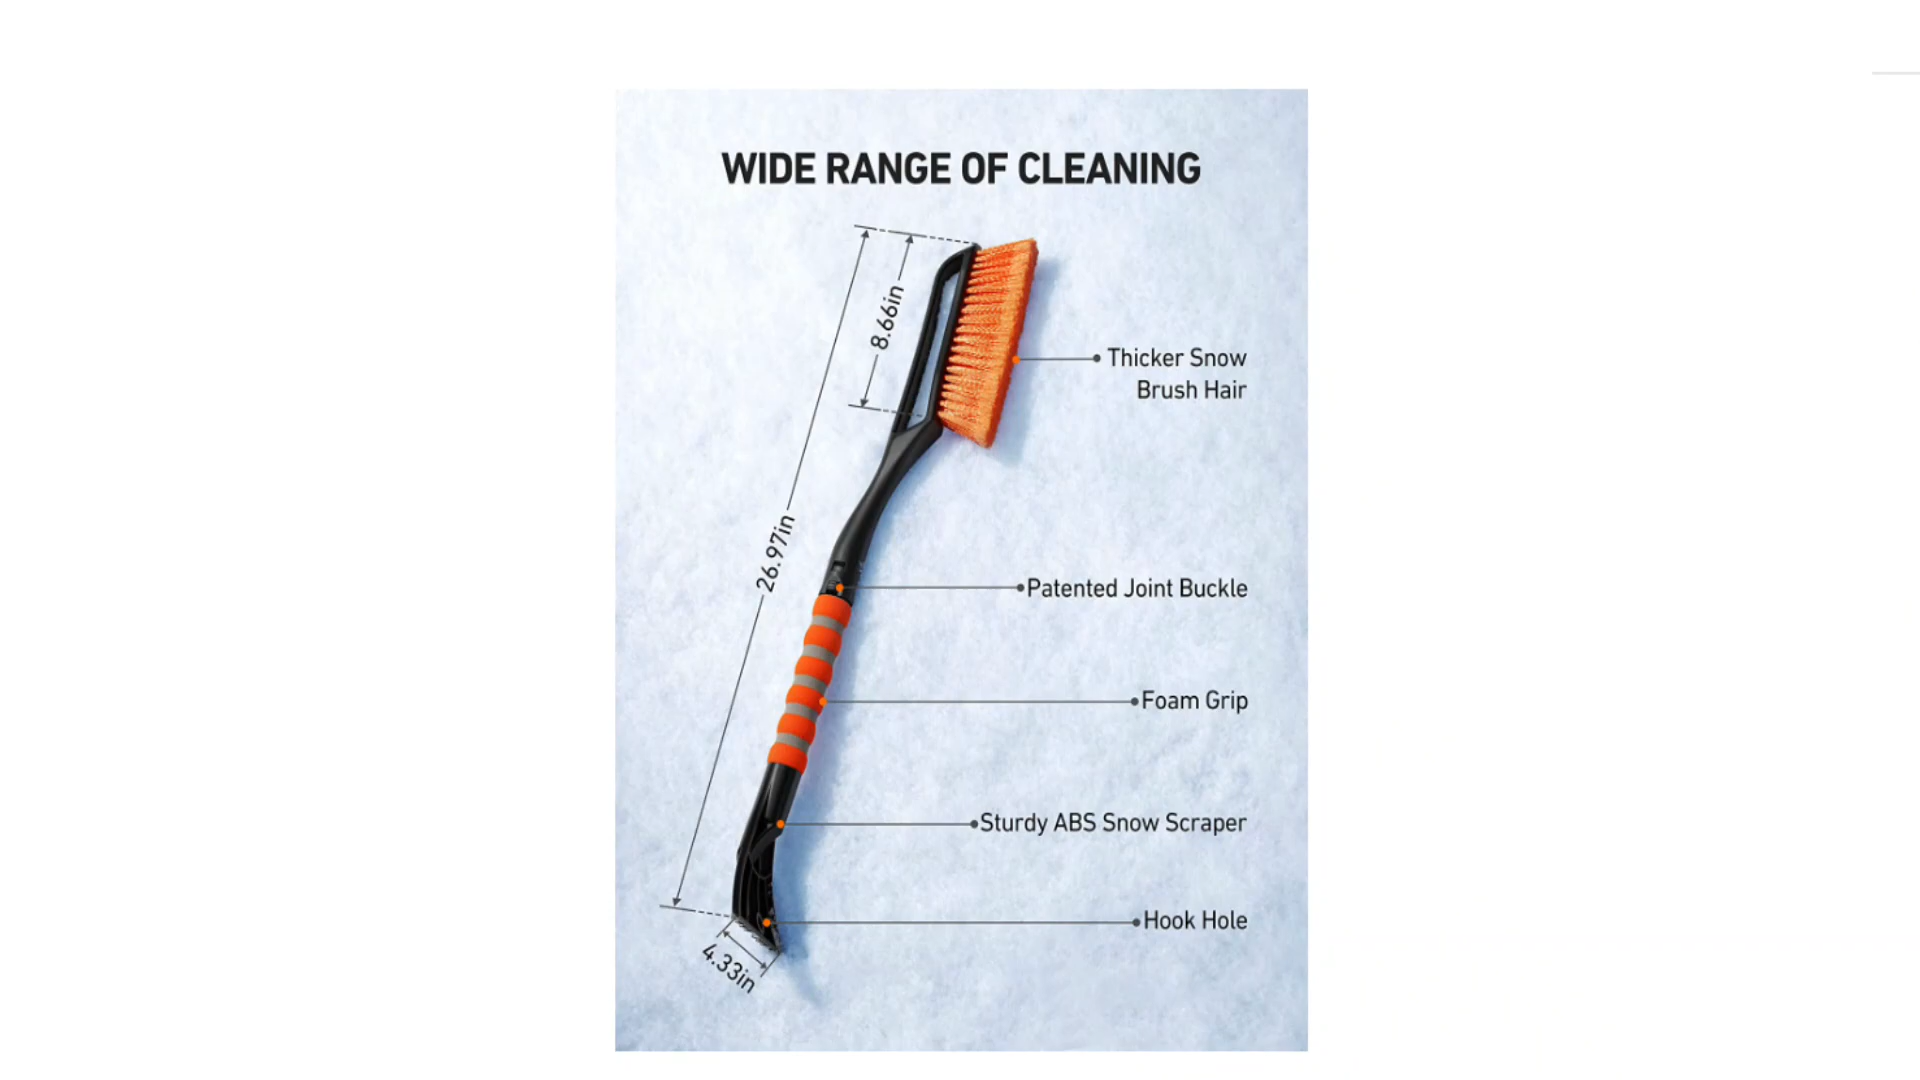 WIDE RANGE OF CLEANING
8.66in
Thicker Snow
Brush Hair
26.97in
Patented Joint Buckle
Foam Grip
Sturdy ABS Snow Scraper
Hook Hole
4.33in